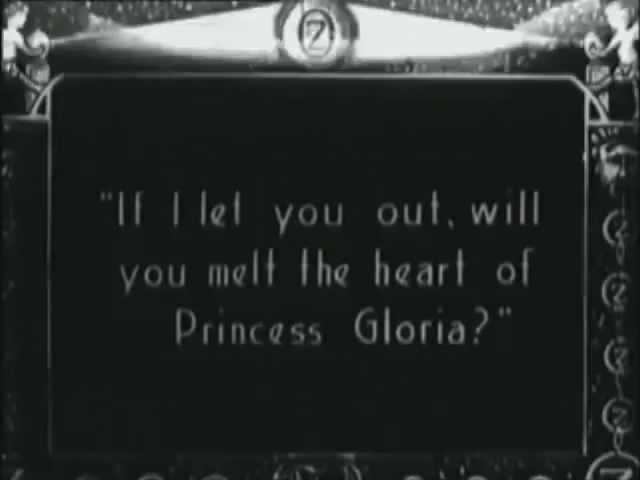 "If I let you out, will
you melt the heart of
Princess Gloria?"